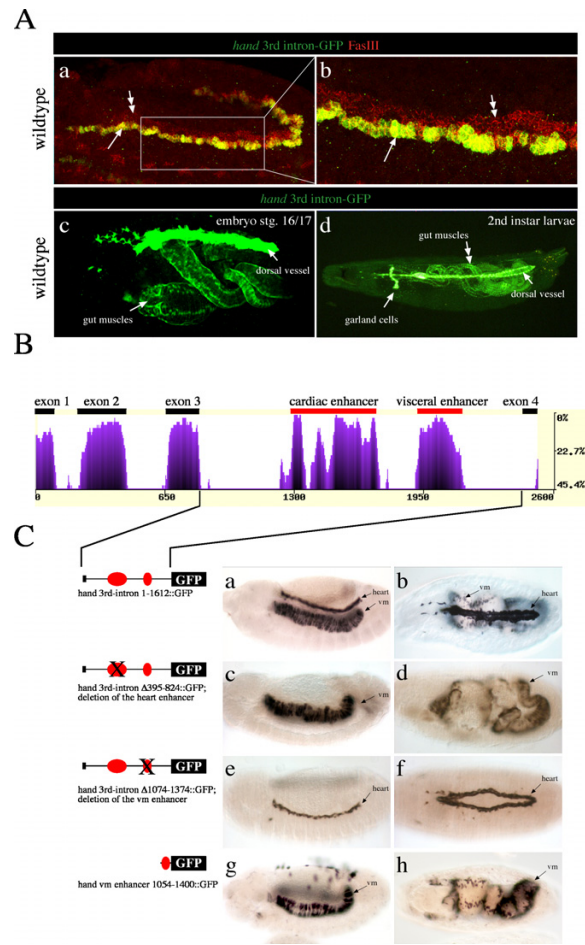 A
hand 3rd intron-GFP FasIII
a
b
wildtype
hand 3rd intron-GFP
c
embryo stg. 16/17
dorsal vessel
gut muscles
d
2nd instar larvae
gut muscles
dorsal vessel
garland cells
wildtype
B
exon 1 exon 2 exon 3 cardiac enhancer visceral enhancer exon 4
0%
22.7%
45.4%
0 650 1300 1950 2600
C
GFP
hand 3rd-intron 1-1612::GFP
a
heart
vm
b
vm
heart
X
GFP
hand 3rd-intron Δ395-824::GFP;
deletion of the heart enhancer
c
vm
d
vm
X
GFP
hand 3rd-intron Δ1074-1374::GFP;
deletion of the vm enhancer
e
heart
f
heart
GFP
hand vm enhancer 1054-1400::GFP
g
vm
h
vm